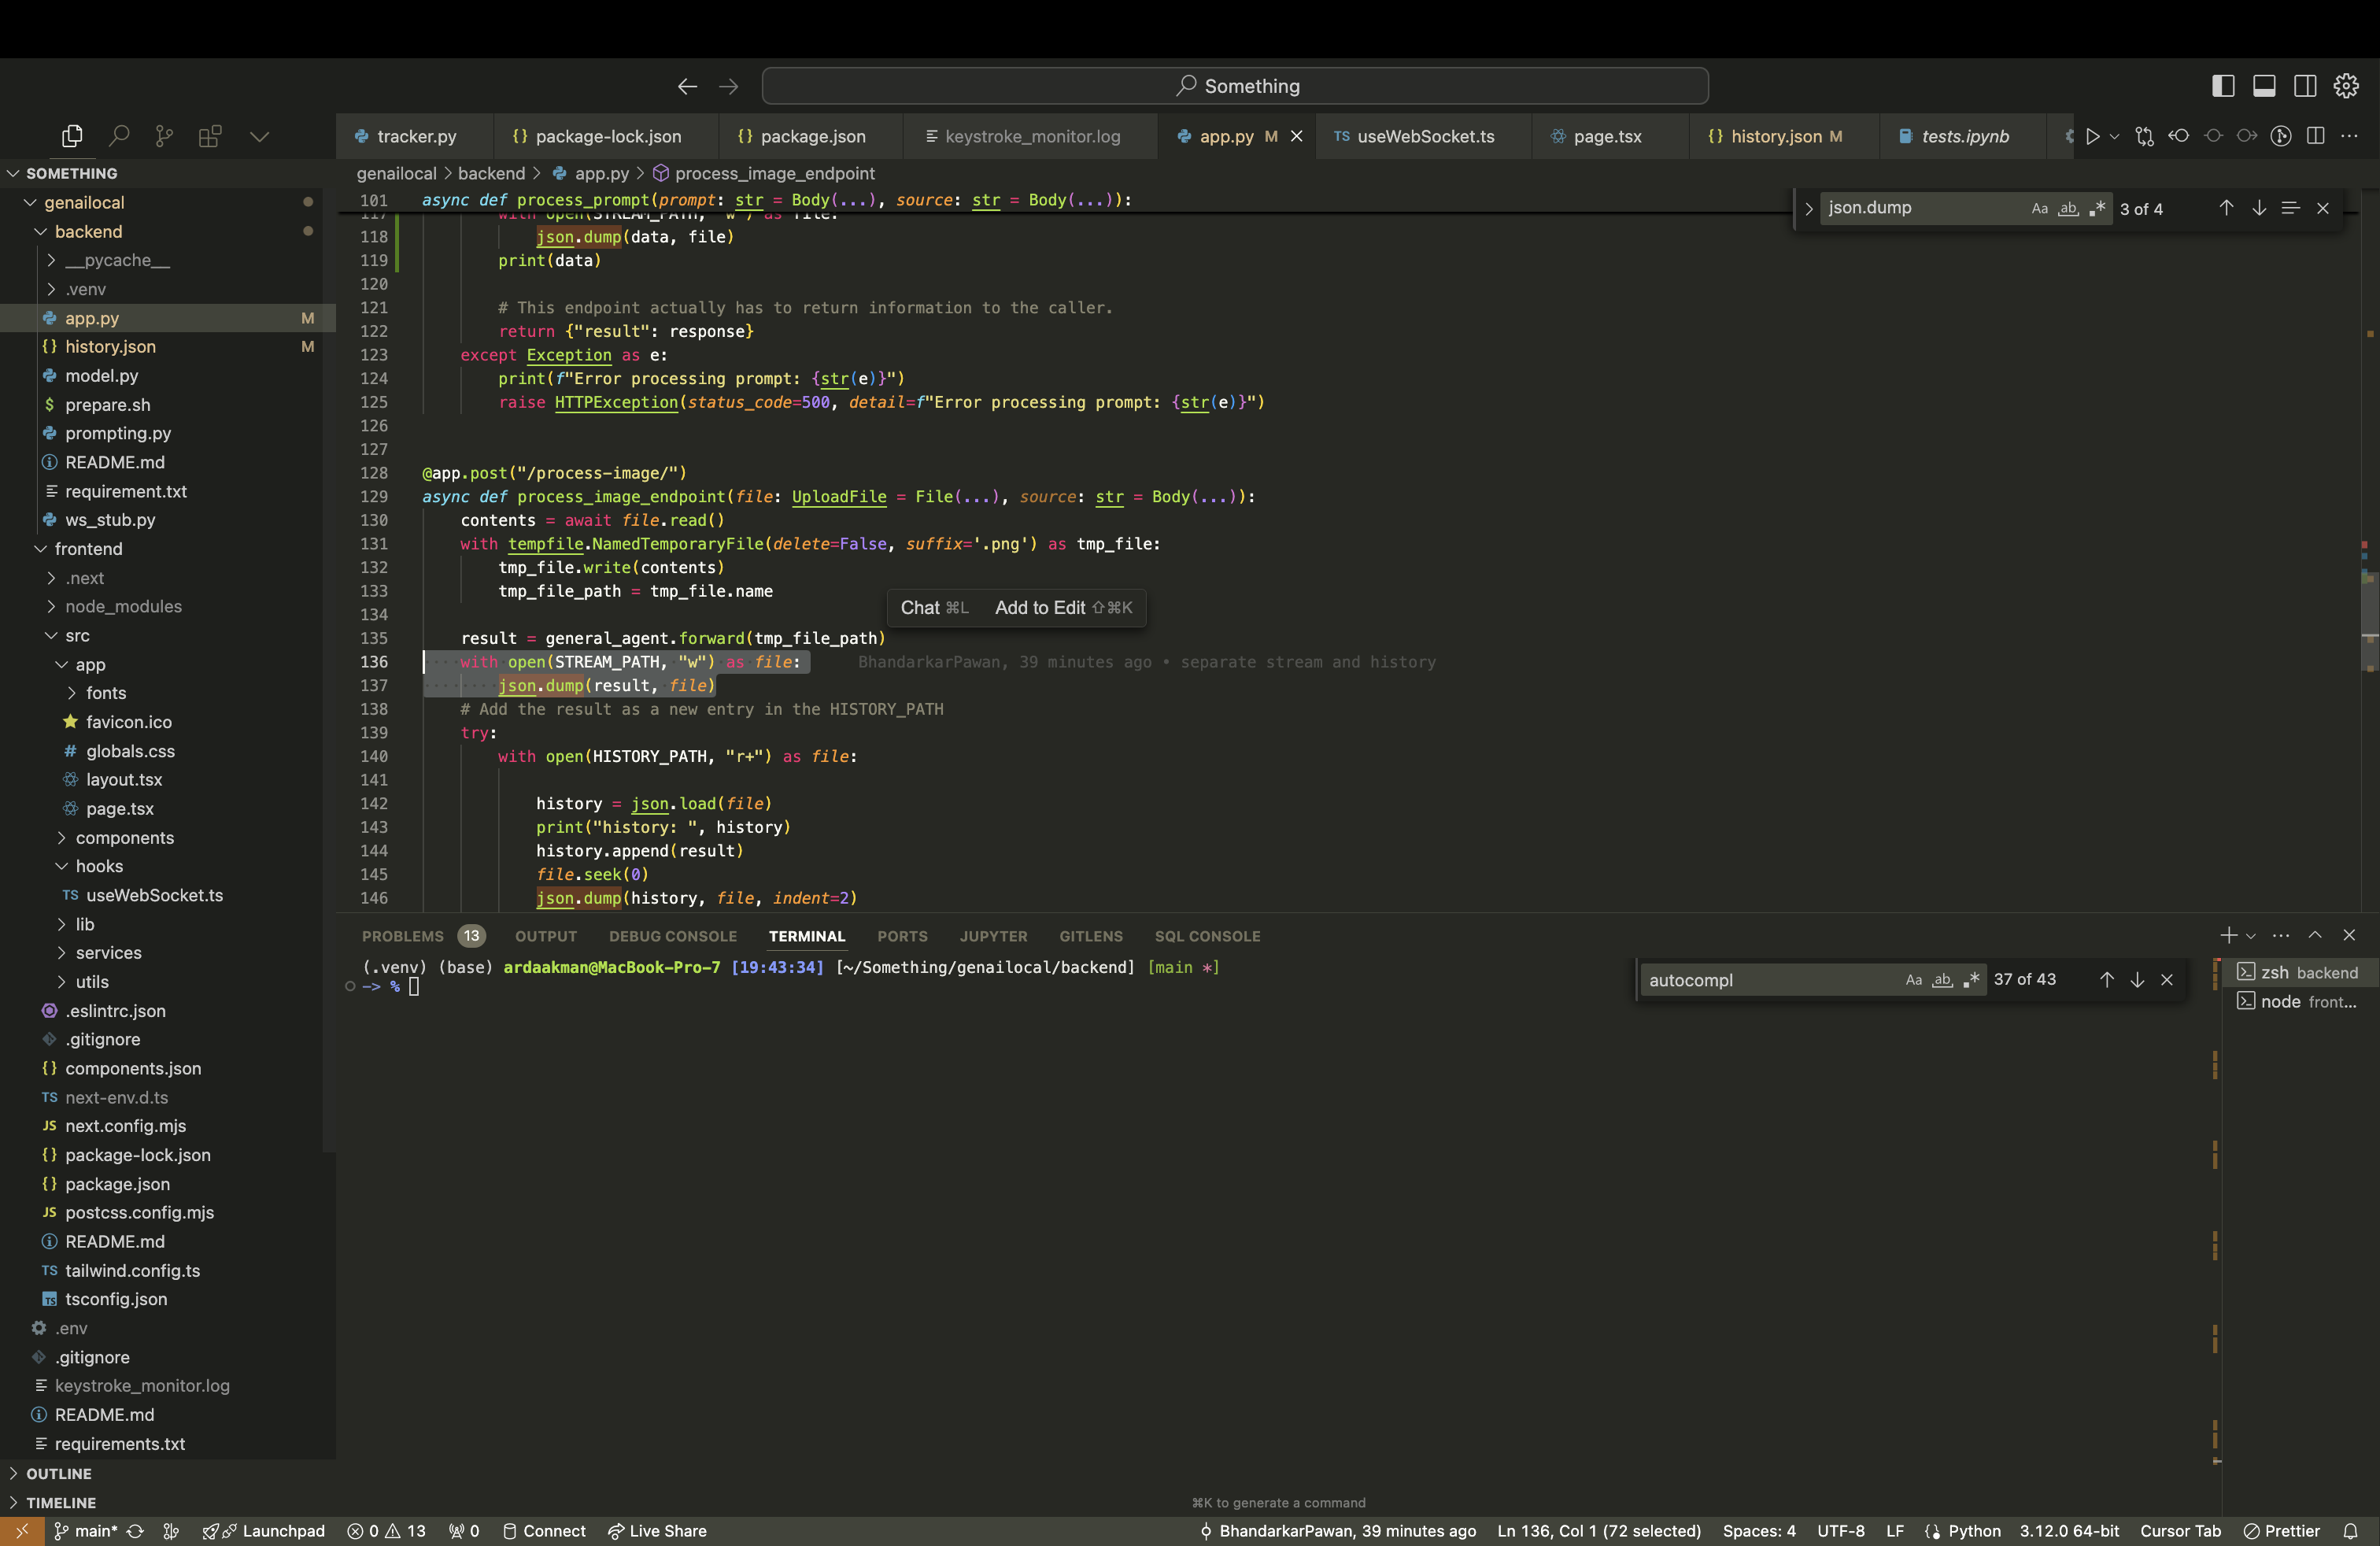 Something
tracker.py
package-lock.json
package.json
keystroke_monitor.log
app.py M
TS useWebSocket.ts
page.tsx
history.json M
tests.ipynb
SOMETHING
genailocal
backend
__pycache__
.venv
app.py M
history.json M
model.py
prepare.sh
prompting.py
README.md
requirement.txt
ws_stub.py
frontend
.next
node_modules
src
app
fonts
favicon.ico
globals.css
layout.tsx
page.tsx
components
hooks
TS useWebSocket.ts
lib
services
utils
.eslintrc.json
.gitignore
components.json
TS next-env.d.ts
JS next.config.mjs
package-lock.json
package.json
JS postcss.config.mjs
README.md
TS tailwind.config.ts
tsconfig.json
.env
.gitignore
keystroke_monitor.log
README.md
requirements.txt
OUTLINE
TIMELINE
genailocal > backend > app.py > process_image_endpoint
json.dump Aa ab 3 of 4
101 async def process_prompt(prompt: str = Body(...), source: str = Body(...)):
117 with open(STREAM_PATH, "w") as file:
118 json.dump(data, file)
119 print(data)
120
121 # This endpoint actually has to return information to the caller.
122 return {"result": response}
123 except Exception as e:
124 print(f"Error processing prompt: {str(e)}")
125 raise HTTPException(status_code=500, detail=f"Error processing prompt: {str(e)}")
126
127
128 @app.post("/process-image/")
129 async def process_image_endpoint(file: UploadFile = File(...), source: str = Body(...)):
130 contents = await file.read()
131 with tempfile.NamedTemporaryFile(delete=False, suffix='.png') as tmp_file:
132 tmp_file.write(contents)
133 tmp_file_path = tmp_file.name
134
Chat ⌘L Add to Edit ⇧⌘K
135 result = general_agent.forward(tmp_file_path)
136 with open(STREAM_PATH, "w") as file: BhandarkarPawan, 39 minutes ago • separate stream and history
137 json.dump(result, file)
138 # Add the result as a new entry in the HISTORY_PATH
139 try:
140 with open(HISTORY_PATH, "r+") as file:
141
142 history = json.load(file)
143 print("history: ", history)
144 history.append(result)
145 file.seek(0)
146 json.dump(history, file, indent=2)
PROBLEMS 13 OUTPUT DEBUG CONSOLE TERMINAL PORTS JUPYTER GITLENS SQL CONSOLE
(.venv) (base) ardaakman@MacBook-Pro-7 [19:43:34] [~/Something/genailocal/backend] [main *]
-> %
autocompl Aa ab 37 of 43
zsh backend
node front...
⌘K to generate a command
main* Launchpad 0 13 0 Connect Live Share
BhandarkarPawan, 39 minutes ago Ln 136, Col 1 (72 selected) Spaces: 4 UTF-8 LF Python 3.12.0 64-bit Cursor Tab Prettier